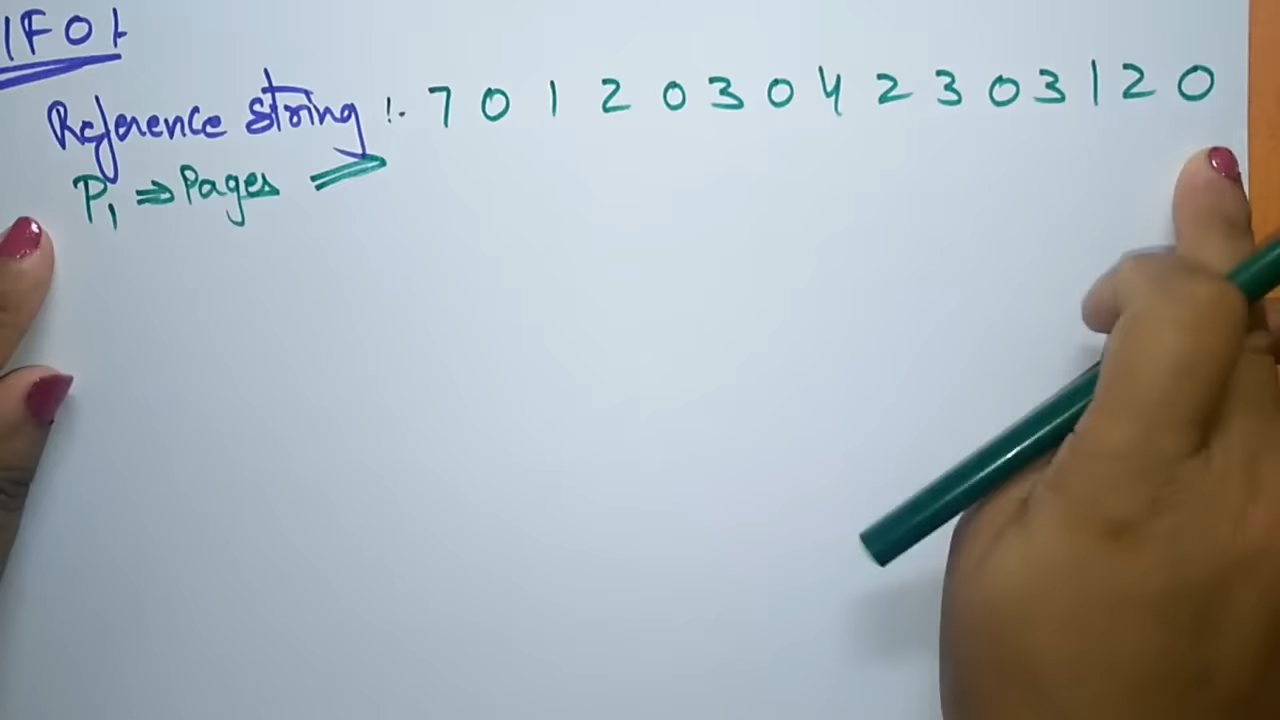 IFO:
Reference string :- 7 0 1 2 0 3 0 4 2 3 0 3 1 2 0
P1 ⇒ Pages ⇒